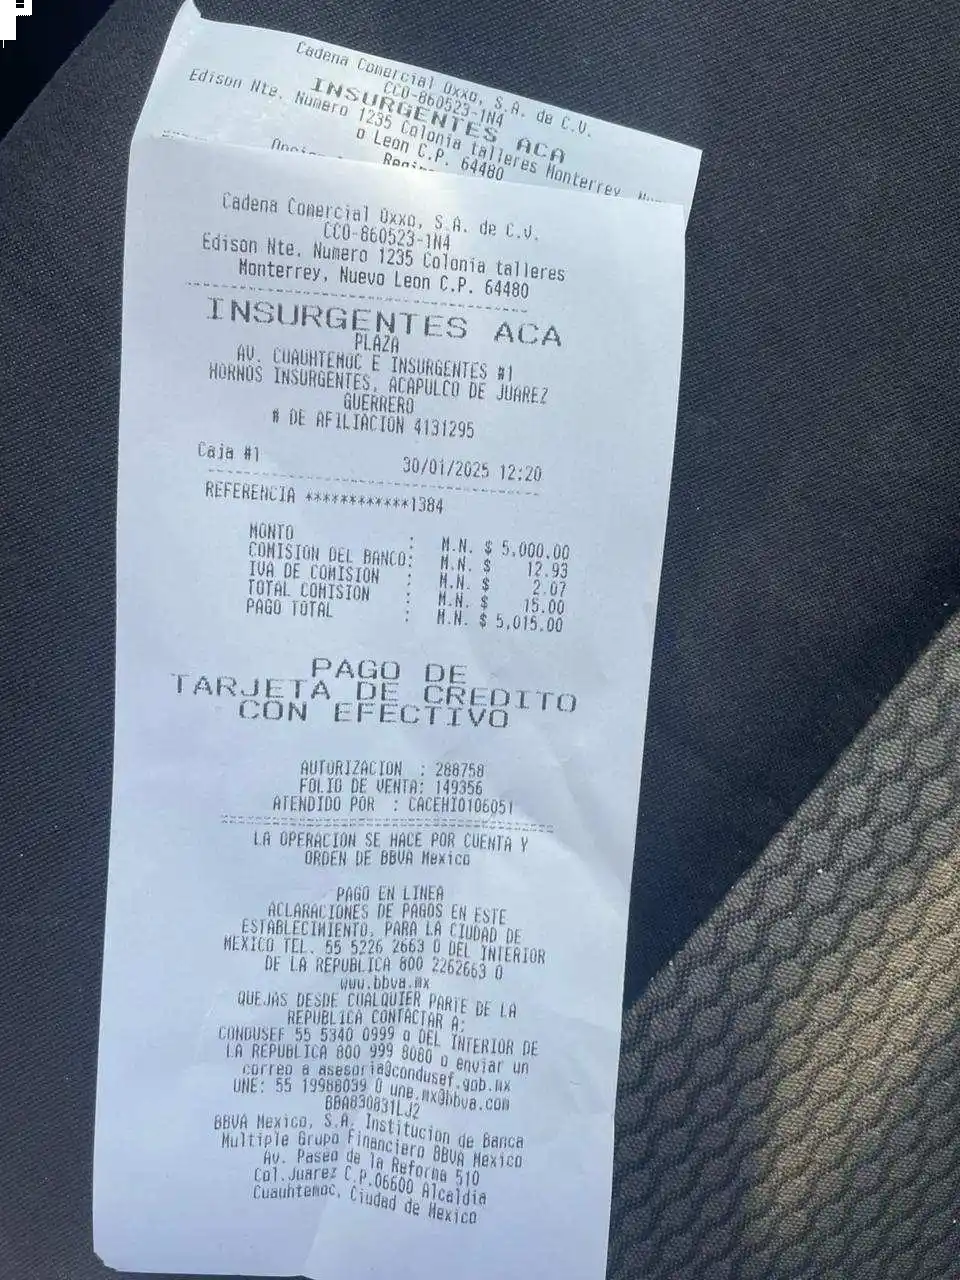 Cadena Comercial Oxxo, S.A. de C.V.
CCO-860523-1N4
INSURGENTES ACA
Edison Nte. Numero 1235 Colonia talleres Monterrey,
o Leon C.P. 64480
Cadena Comercial Oxxo, S.A. de C.V.
CCO-860523-1N4
Edison Nte. Numero 1235 Colonia talleres
Monterrey, Nuevo Leon C.P. 64480
INSURGENTES ACA
PLAZA
AV. CUAUHTEMOC E INSURGENTES #1
HORNOS INSURGENTES, ACAPULCO DE JUAREZ
GUERRERO
# DE AFILIACION 4131295
Caja #1 30/01/2025 12:20
REFERENCIA ************1384
MONTO : M.N. $ 5,000.00
COMISION DEL BANCO: M.N. $ 12.93
IVA DE COMISION : M.N. $ 2.07
TOTAL COMISION : M.N. $ 15.00
PAGO TOTAL : M.N. $ 5,015.00
PAGO DE
TARJETA DE CREDITO
CON EFECTIVO
AUTORIZACION : 288758
FOLIO DE VENTA: 149356
ATENDIDO POR : CACEHIO106051
LA OPERACION SE HACE POR CUENTA Y
ORDEN DE BBVA Mexico
PAGO EN LINEA
ACLARACIONES DE PAGOS EN ESTE
ESTABLECIMIENTO, PARA LA CIUDAD DE
MEXICO TEL. 55 5226 2663 O DEL INTERIOR
DE LA REPUBLICA 800 2262663 O
www.bbva.mx
QUEJAS DESDE CUALQUIER PARTE DE LA
REPUBLICA CONTACTAR A:
CONDUSEF 55 5340 0999 o DEL INTERIOR DE
LA REPUBLICA 800 999 8080 o enviar un
correo a asesoria@condusef.gob.mx
UNE: 55 19988039 O une.mx@bbva.com
BBA830831LJ2
BBVA Mexico, S.A, Institucion de Banca
Multiple Grupo Financiero BBVA Mexico
Av. Paseo de la Reforma 510
Col.Juarez C.P.06600 Alcaldia
Cuauhtemoc, Ciudad de Mexico